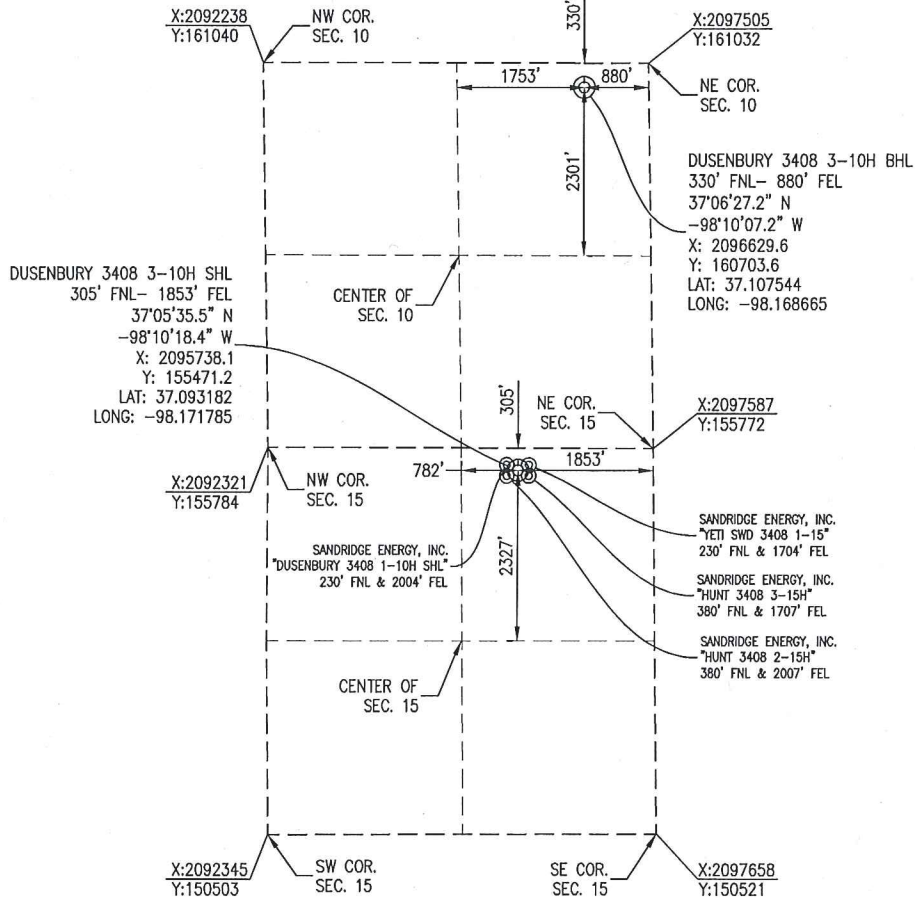 330'
X:2092238
Y:161040
NW COR.
SEC. 10
X:2097505
Y:161032
NE COR.
SEC. 10
1753'
880'
2301'
DUSENBURY 3408 3-10H BHL
330' FNL- 880' FEL
37°06'27.2" N
-98°10'07.2" W
X: 2096629.6
Y: 160703.6
LAT: 37.107544
LONG: -98.168665
CENTER OF
SEC. 10
DUSENBURY 3408 3-10H SHL
305' FNL- 1853' FEL
37°05'35.5" N
-98°10'18.4" W
X: 2095738.1
Y: 155471.2
LAT: 37.093182
LONG: -98.171785
305'
NE COR.
SEC. 15
X:2097587
Y:155772
X:2092321
Y:155784
NW COR.
SEC. 15
782'
1853'
2327'
SANDRIDGE ENERGY, INC.
"DUSENBURY 3408 1-10H SHL"
230' FNL & 2004' FEL
SANDRIDGE ENERGY, INC.
"YETI SWD 3408 1-15"
230' FNL & 1704' FEL
SANDRIDGE ENERGY, INC.
"HUNT 3408 3-15H"
380' FNL & 1707' FEL
SANDRIDGE ENERGY, INC.
"HUNT 3408 2-15H"
380' FNL & 2007' FEL
CENTER OF
SEC. 15
X:2092345
Y:150503
SW COR.
SEC. 15
SE COR.
SEC. 15
X:2097658
Y:150521